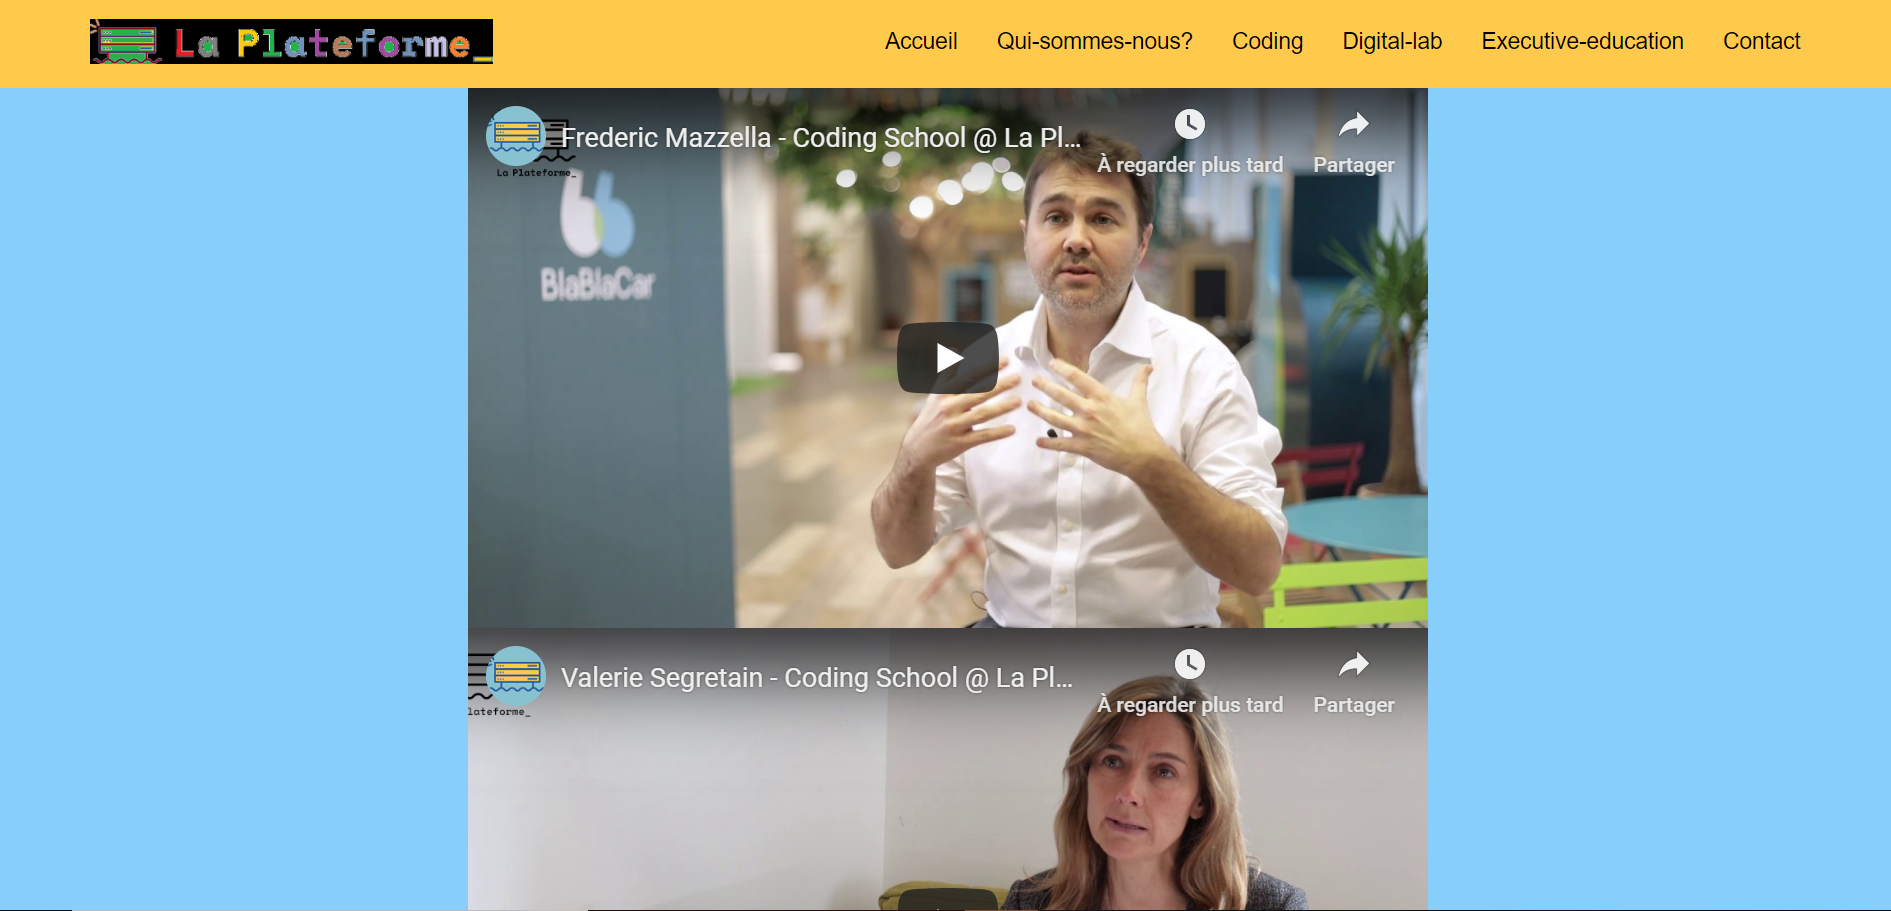 La Plateforme_
Accueil Qui-sommes-nous? Coding Digital-lab Executive-education Contact
Frederic Mazzella - Coding School @ La Pl...
À regarder plus tard
Partager
La Plateforme_
BlaBlaCar
Valerie Segretain - Coding School @ La Pl...
À regarder plus tard
Partager
lateforme_